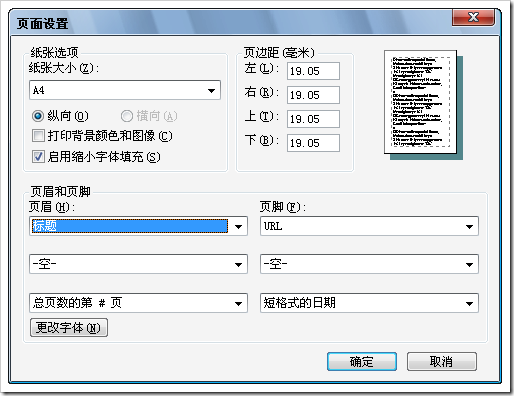 页面设置
纸张选项
纸张大小(Z):
A4
纵向(O)
横向(A)
打印背景颜色和图像(C)
启用缩小字体填充(S)
页边距(毫米)
左(L): 19.05
右(R): 19.05
上(T): 19.05
下(B): 19.05
页眉和页脚
页眉(H):
页脚(F):
标题
URL
-空-
-空-
总页数的第 # 页
短格式的日期
更改字体(N)
确定
取消